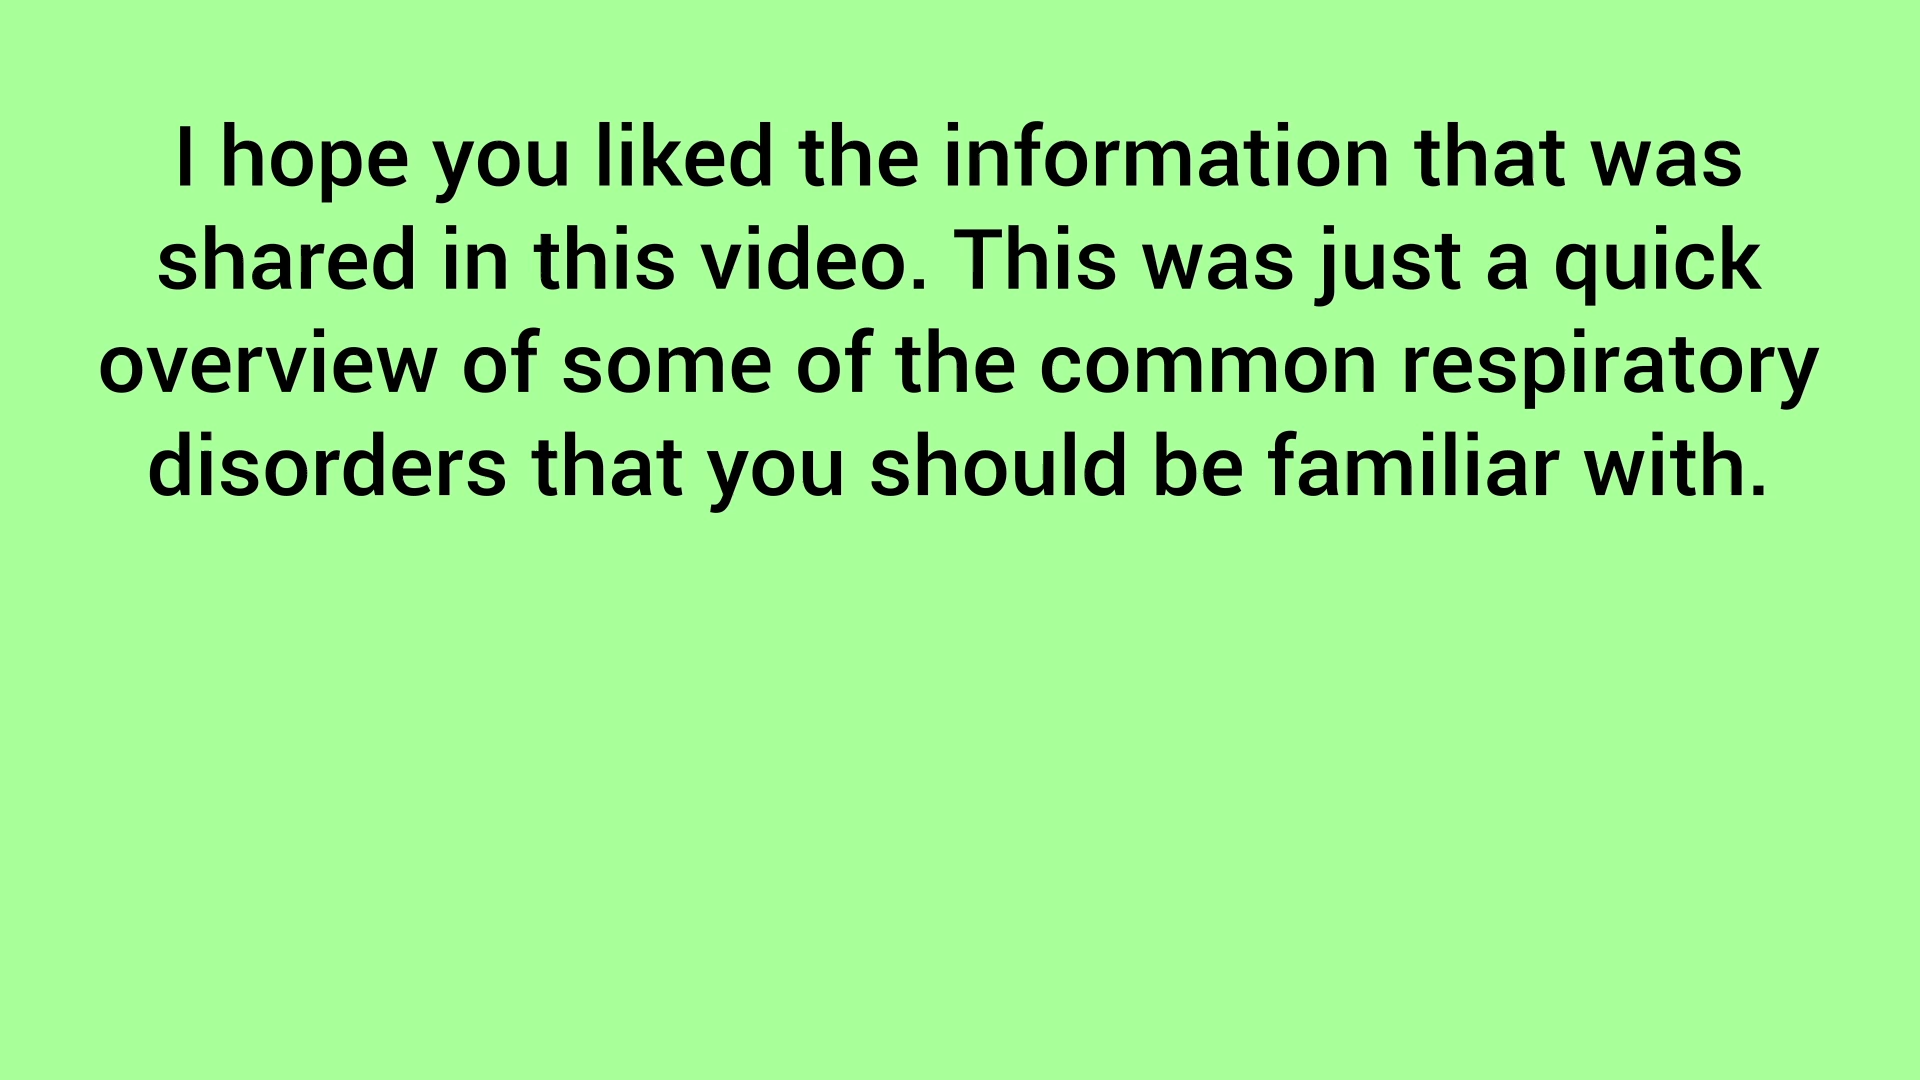 I hope you liked the information that was
shared in this video. This was just a quick
overview of some of the common respiratory
disorders that you should be familiar with.